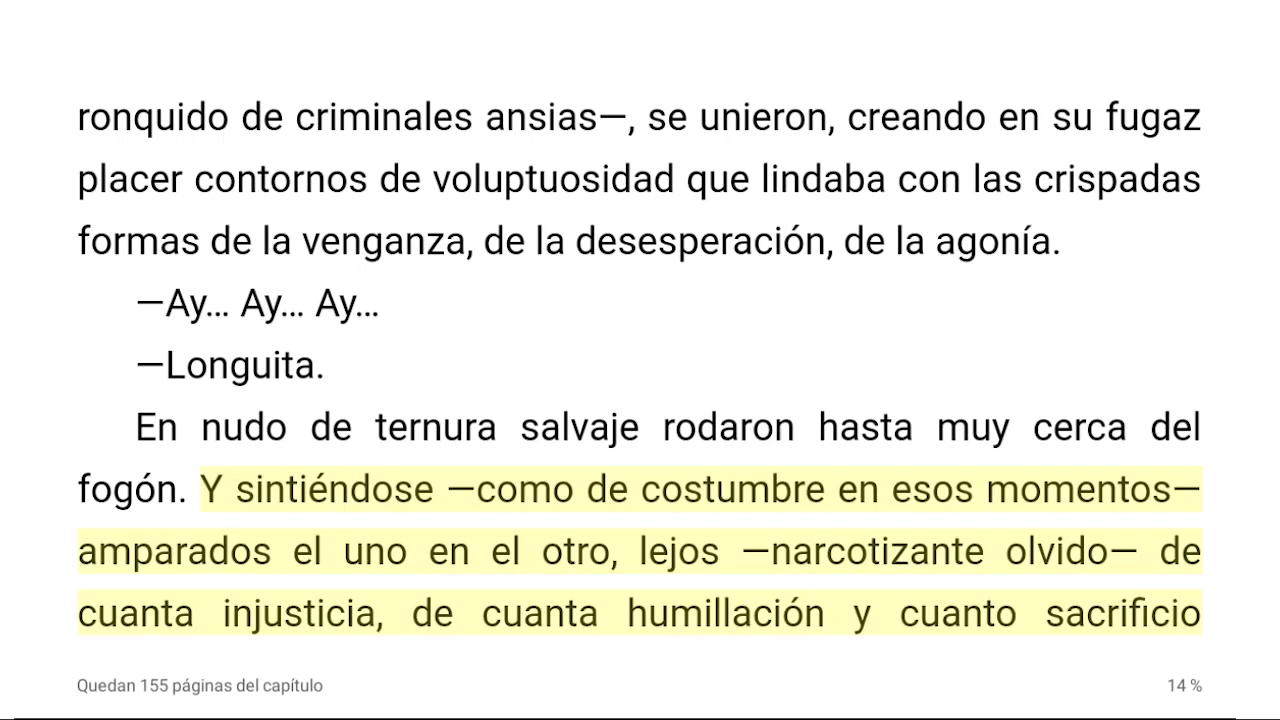 ronquido de criminales ansias—, se unieron, creando en su fugaz
placer contornos de voluptuosidad que lindaba con las crispadas
formas de la venganza, de la desesperación, de la agonía.
—Ay... Ay... Ay...
—Longuita.
En nudo de ternura salvaje rodaron hasta muy cerca del
fogón. Y sintiéndose —como de costumbre en esos momentos—
amparados el uno en el otro, lejos —narcotizante olvido— de
cuanta injusticia, de cuanta humillación y cuanto sacrificio
Quedan 155 páginas del capítulo
14 %